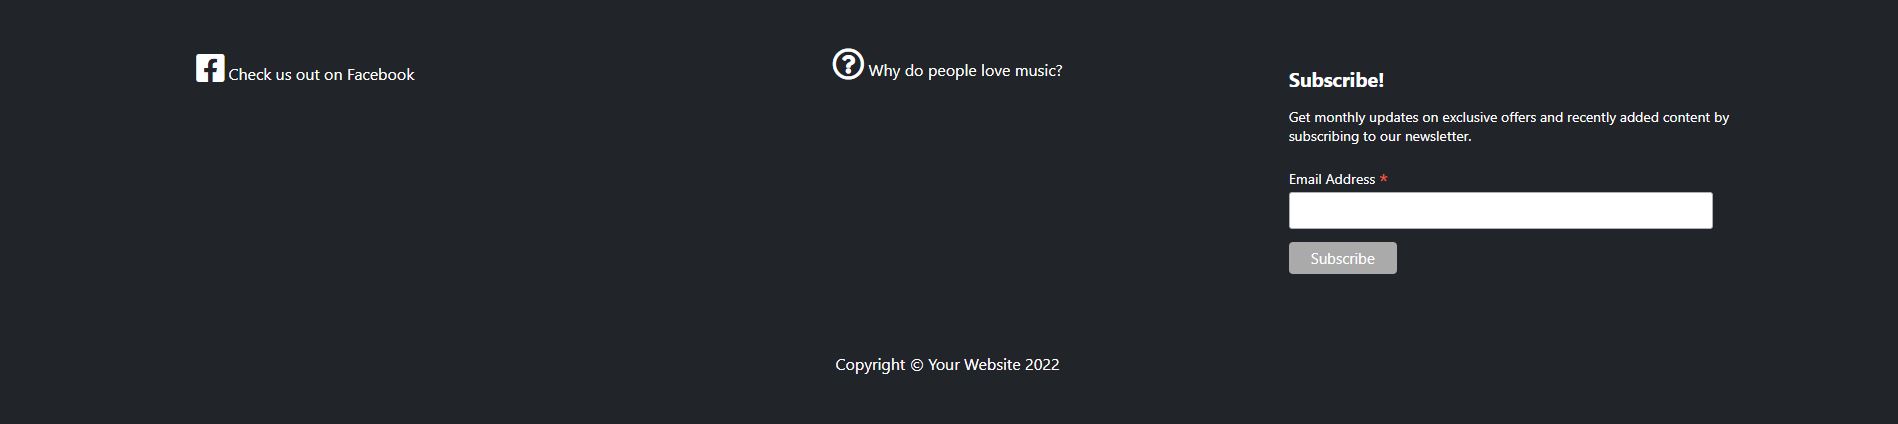 Check us out on Facebook
Why do people love music?
Subscribe!
Get monthly updates on exclusive offers and recently added content by
subscribing to our newsletter.
Email Address *
Subscribe
Copyright © Your Website 2022